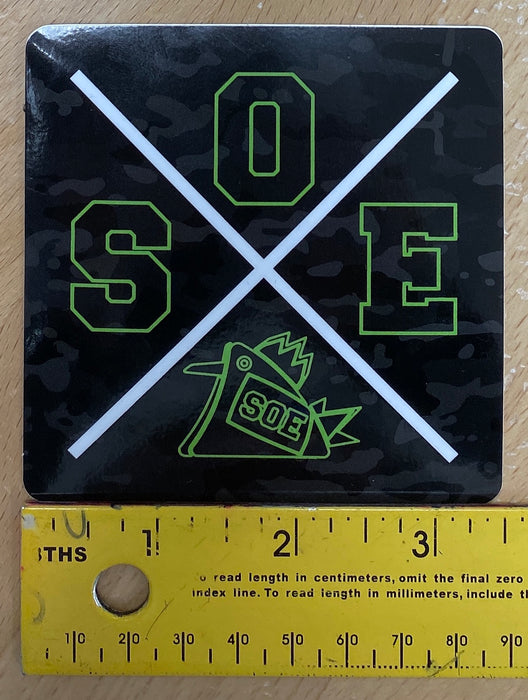 O
S E
SOE
THS 1 2 3
o read length in centimeters, omit the final zero
index line. To read length in millimeters, include th
10 20 30 40 50 60 70 80 90